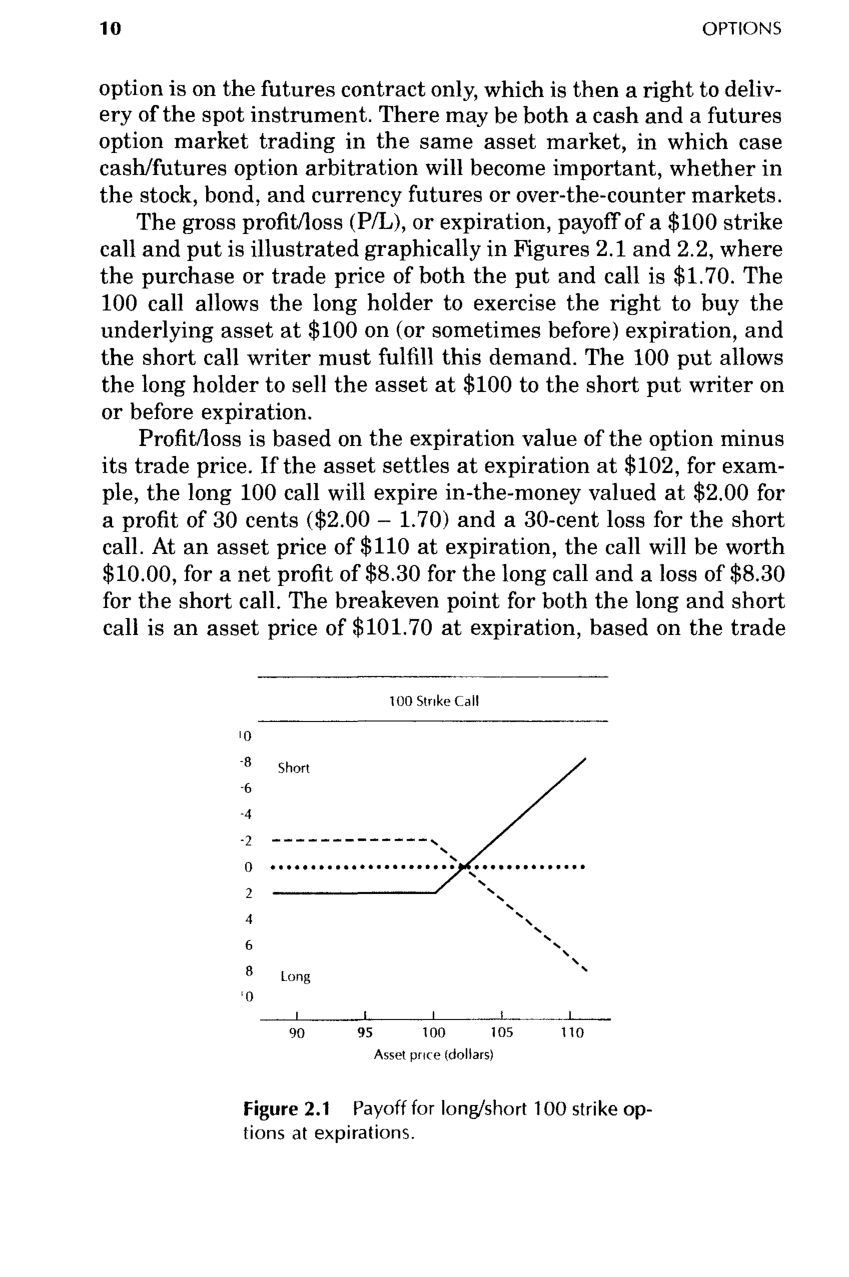 10 OPTIONS
option is on the futures contract only, which is then a right to deliv-
ery of the spot instrument. There may be both a cash and a futures
option market trading in the same asset market, in which case
cash/futures option arbitration will become important, whether in
the stock, bond, and currency futures or over-the-counter markets.
The gross profit/loss (P/L), or expiration, payoff of a $100 strike
call and put is illustrated graphically in Figures 2.1 and 2.2, where
the purchase or trade price of both the put and call is $1.70. The
100 call allows the long holder to exercise the right to buy the
underlying asset at $100 on (or sometimes before) expiration, and
the short call writer must fulfill this demand. The 100 put allows
the long holder to sell the asset at $100 to the short put writer on
or before expiration.
Profit/loss is based on the expiration value of the option minus
its trade price. If the asset settles at expiration at $102, for exam-
ple, the long 100 call will expire in-the-money valued at $2.00 for
a profit of 30 cents ($2.00 – 1.70) and a 30-cent loss for the short
call. At an asset price of $110 at expiration, the call will be worth
$10.00, for a net profit of $8.30 for the long call and a loss of $8.30
for the short call. The breakeven point for both the long and short
call is an asset price of $101.70 at expiration, based on the trade
100 Strike Call
10
-8
Short
-6
-4
-2
0
2
4
6
8
Long
10
90 95 100 105 110
Asset price (dollars)
Figure 2.1 Payoff for long/short 100 strike op-
tions at expirations.